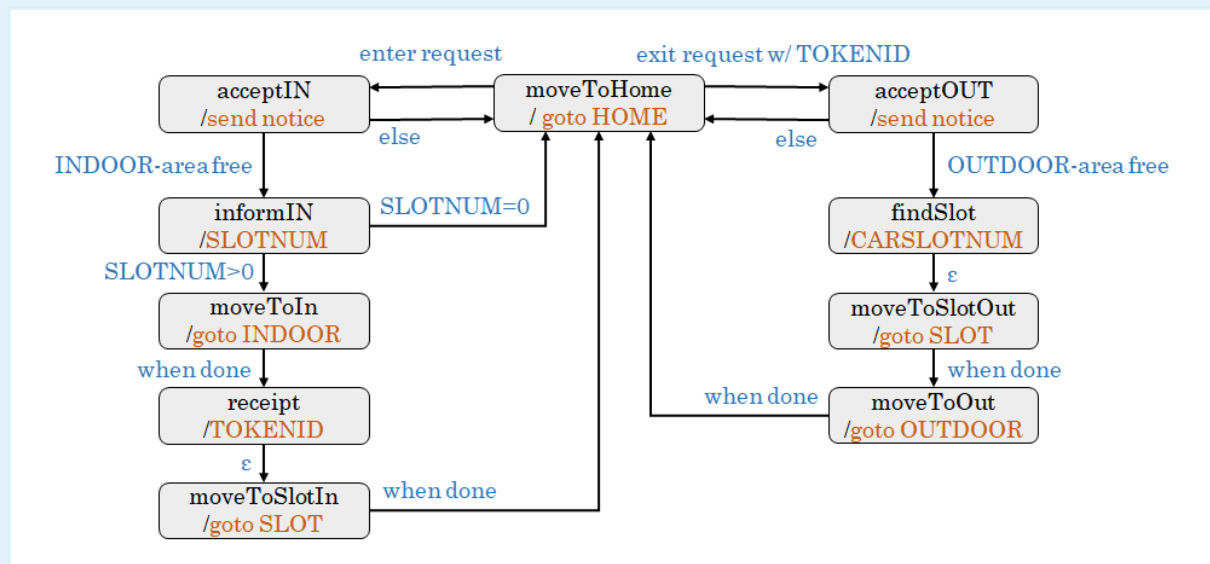 enter request
exit request w/ TOKENID
acceptIN
/send notice
moveToHome
/ goto HOME
acceptOUT
/send notice
else
else
INDOOR-area free
OUTDOOR-area free
informIN
/SLOTNUM
SLOTNUM=0
findSlot
/CARSLOTNUM
SLOTNUM>0
ε
moveToIn
/goto INDOOR
moveToSlotOut
/goto SLOT
when done
when done
receipt
/TOKENID
when done
moveToOut
/goto OUTDOOR
ε
moveToSlotIn
/goto SLOT
when done